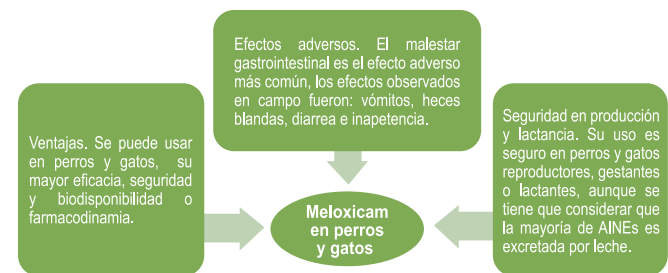 Efectos adversos. El malestar
gastrointestinal es el efecto adverso
más común, los efectos observados
en campo fueron: vómitos, heces
blandas, diarrea e inapetencia.
Ventajas. Se puede usar
en perros y gatos, su
mayor eficacia, seguridad
y biodisponibilidad o
farmacodinamia.
Seguridad en producción
y lactancia. Su uso es
seguro en perros y gatos
reproductores, gestantes
o lactantes, aunque se
tiene que considerar que
la mayoría de AINEs es
excretada por leche.
Meloxicam
en perros
y gatos